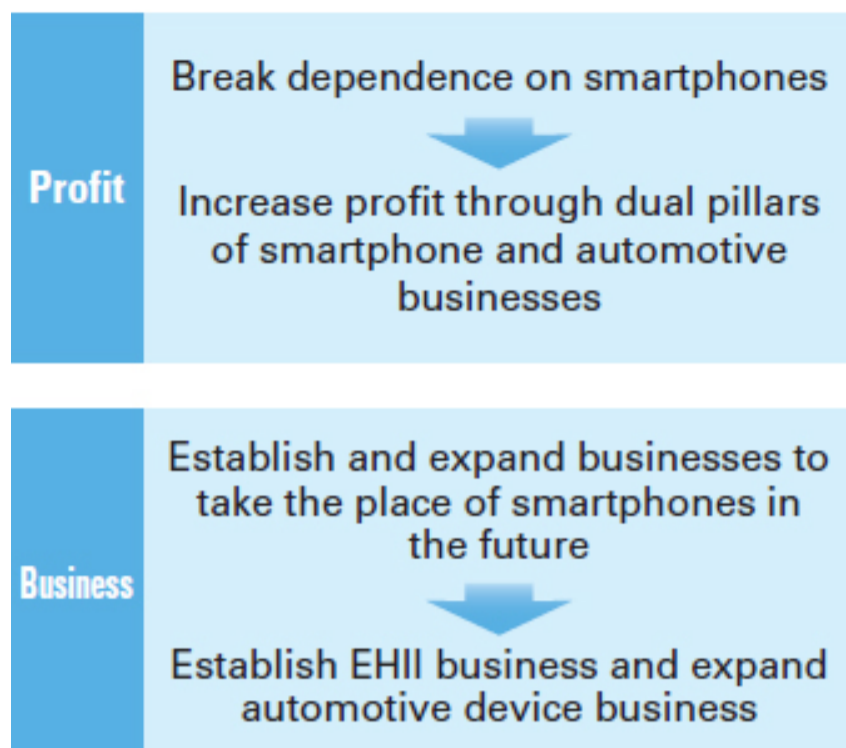 Profit
Break dependence on smartphones
Increase profit through dual pillars
of smartphone and automotive
businesses
Business
Establish and expand businesses to
take the place of smartphones in
the future
Establish EHII business and expand
automotive device business